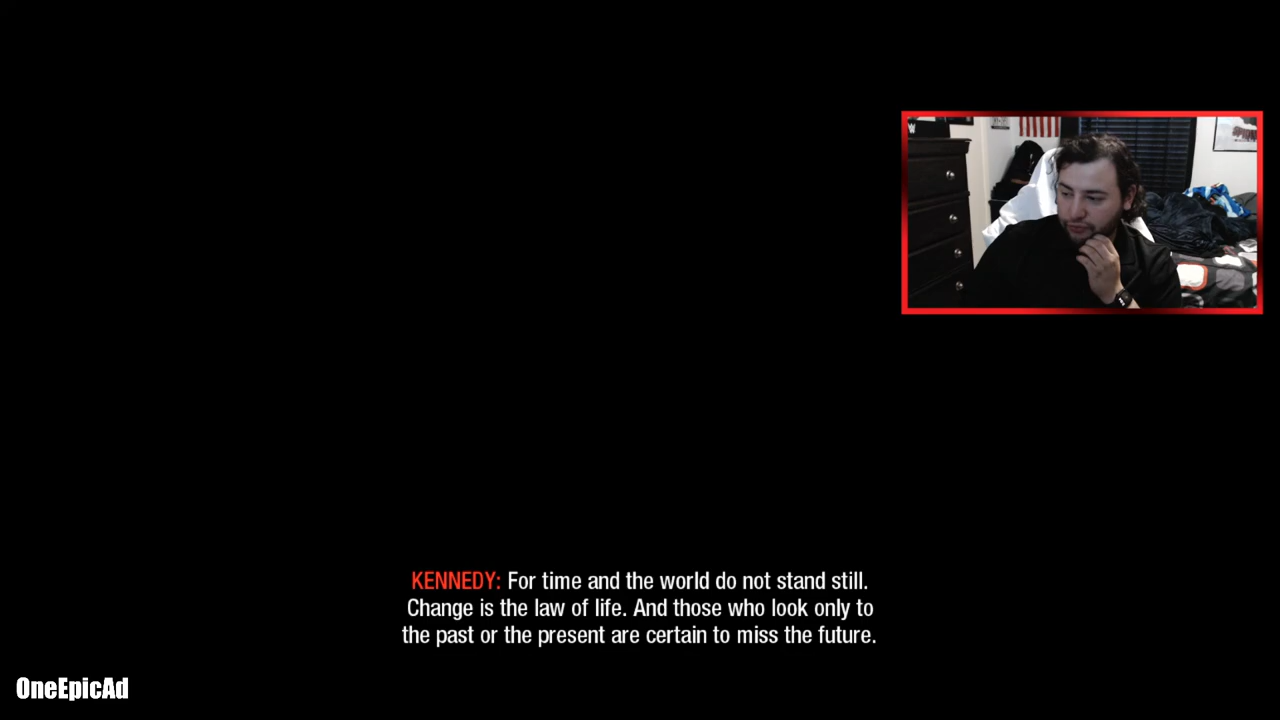 KENNEDY: For time and the world do not stand still.
Change is the law of life. And those who look only to
the past or the present are certain to miss the future.
OneEpicAd